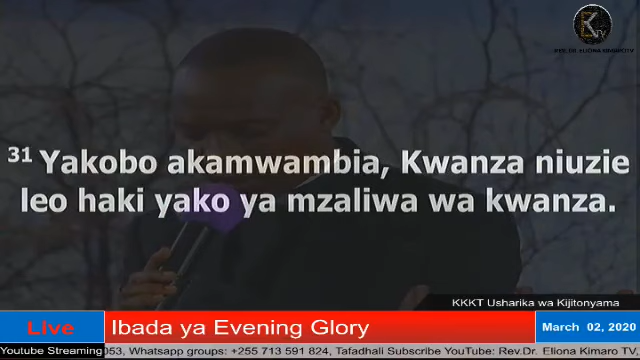 K
TV
REV. DR. ELIONA KIMARO TV
31 Yakobo akamwambia, Kwanza niuzie
leo haki yako ya mzaliwa wa kwanza.
KKKT Usharika wa Kijitonyama
Live
Ibada ya Evening Glory
March 02, 2020
Youtube Streaming
053, Whatsapp groups: +255 713 591 824, Tafadhali Subscribe YouTube: Rev.Dr. Eliona Kimaro TV